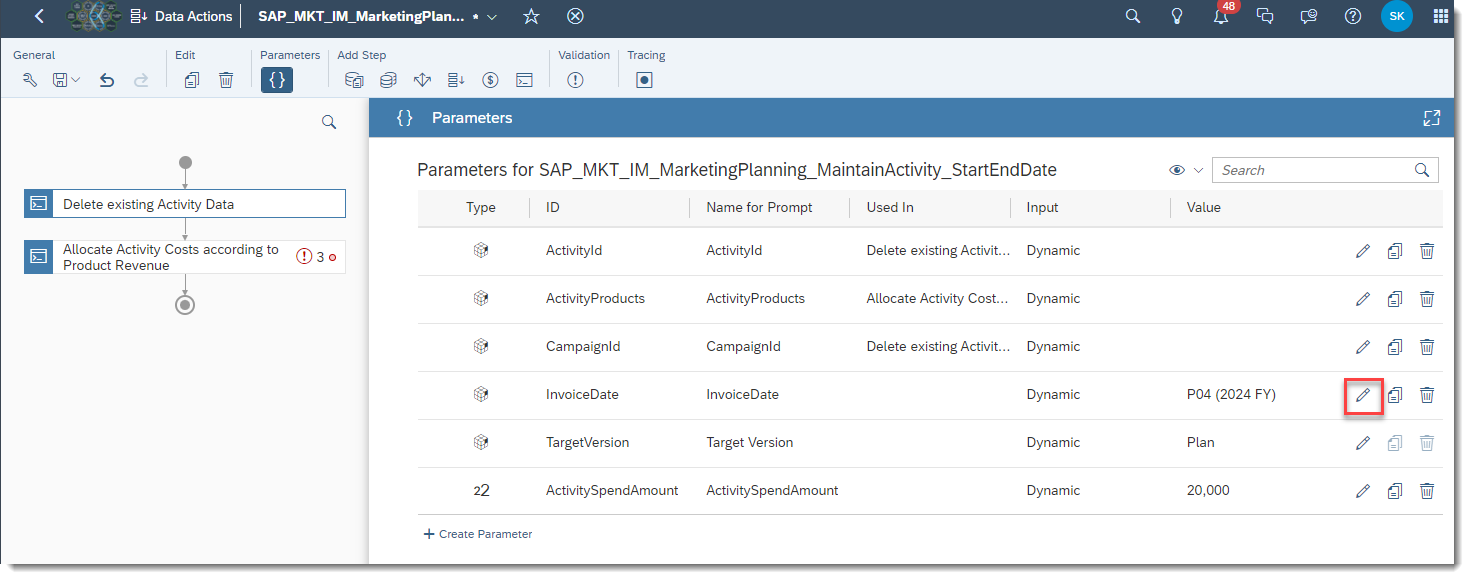 Data Actions
SAP_MKT_IM_MarketingPlan... *
48
SK
General
Edit
Parameters
Add Step
Validation
Tracing
{ }
$
{ } Parameters
Delete existing Activity Data
Allocate Activity Costs according to
Product Revenue
3
Parameters for SAP_MKT_IM_MarketingPlanning_MaintainActivity_StartEndDate
Search
Type ID Name for Prompt Used In Input Value
ActivityId ActivityId Delete existing Activit... Dynamic
ActivityProducts ActivityProducts Allocate Activity Cost... Dynamic
CampaignId CampaignId Delete existing Activit... Dynamic
InvoiceDate InvoiceDate Dynamic P04 (2024 FY)
TargetVersion Target Version Dynamic Plan
22 ActivitySpendAmount ActivitySpendAmount Dynamic 20,000
+ Create Parameter